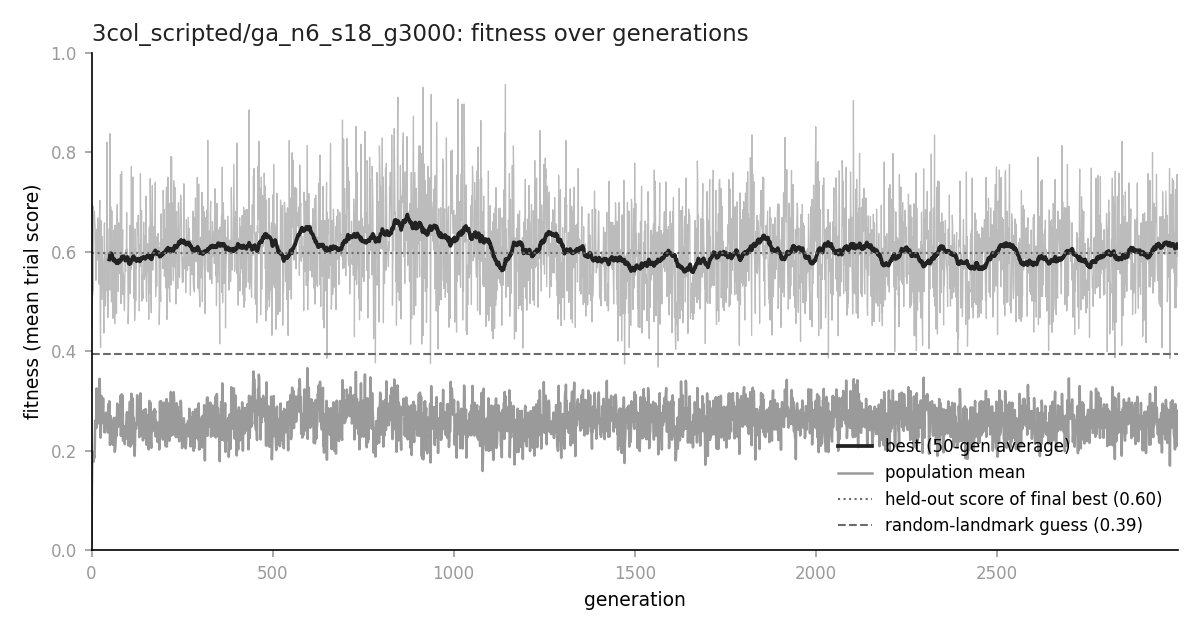 3col_scripted/ga_n6_s18_g3000: fitness over generations
1.0
0.8
0.6
0.4
0.2
0.0
fitness (mean trial score)
best (50-gen average)
population mean
held-out score of final best (0.60)
random-landmark guess (0.39)
0 500 1000 1500 2000 2500
generation